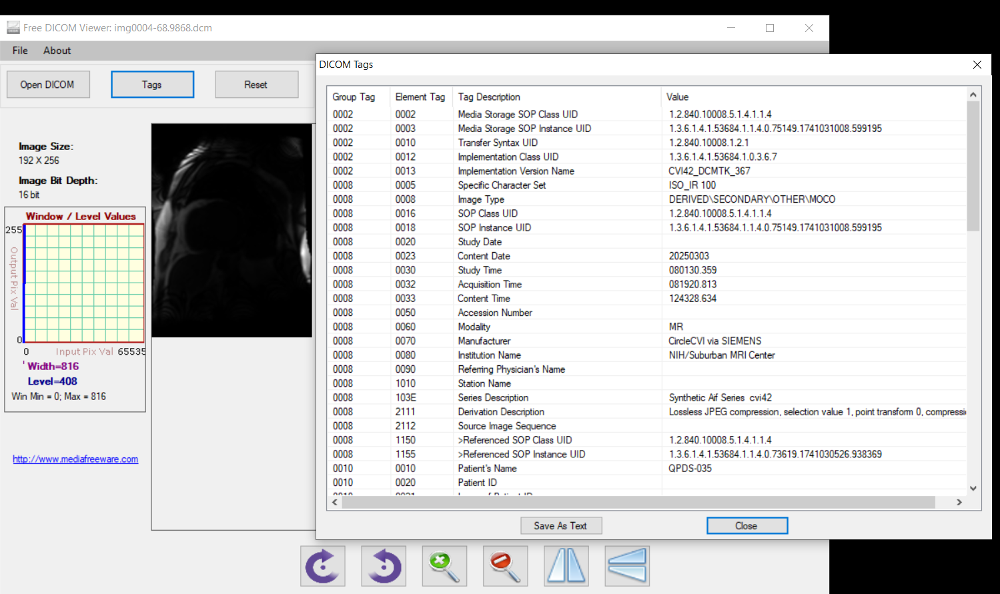 Free DICOM Viewer: img0004-68.9868.dcm
File About
Open DICOM Tags Reset
Image Size:
192 X 256
Image Bit Depth:
16 bit
Window / Level Values
255
Output Pix Val
0
0 Input Pix Val 65535
Width=816
Level=408
Win Min = 0; Max = 816
http://www.mediafreeware.com
DICOM Tags
Group Tag Element Tag Tag Description Value
0002 0002 Media Storage SOP Class UID 1.2.840.10008.5.1.4.1.1.4
0002 0003 Media Storage SOP Instance UID 1.3.6.1.4.1.53684.1.1.4.0.75149.1741031008.599195
0002 0010 Transfer Syntax UID 1.2.840.10008.1.2.1
0002 0012 Implementation Class UID 1.3.6.1.4.1.53684.1.0.3.6.7
0002 0013 Implementation Version Name CVI42_DCMTK_367
0008 0005 Specific Character Set ISO_IR 100
0008 0008 Image Type DERIVED\SECONDARY\OTHER\MOCO
0008 0016 SOP Class UID 1.2.840.10008.5.1.4.1.1.4
0008 0018 SOP Instance UID 1.3.6.1.4.1.53684.1.1.4.0.75149.1741031008.599195
0008 0020 Study Date
0008 0023 Content Date 20250303
0008 0030 Study Time 080130.359
0008 0032 Acquisition Time 081920.813
0008 0033 Content Time 124328.634
0008 0050 Accession Number
0008 0060 Modality MR
0008 0070 Manufacturer CircleCVI via SIEMENS
0008 0080 Institution Name NIH/Suburban MRI Center
0008 0090 Referring Physician's Name
0008 1010 Station Name
0008 103E Series Description Synthetic Aif Series cvi42
0008 2111 Derivation Description Lossless JPEG compression, selection value 1, point transform 0, compressi
0008 2112 Source Image Sequence
0008 1150 >Referenced SOP Class UID 1.2.840.10008.5.1.4.1.1.4
0008 1155 >Referenced SOP Instance UID 1.3.6.1.4.1.53684.1.1.4.0.73619.1741030526.938369
0010 0010 Patient's Name QPDS-035
0010 0020 Patient ID
Save As Text Close